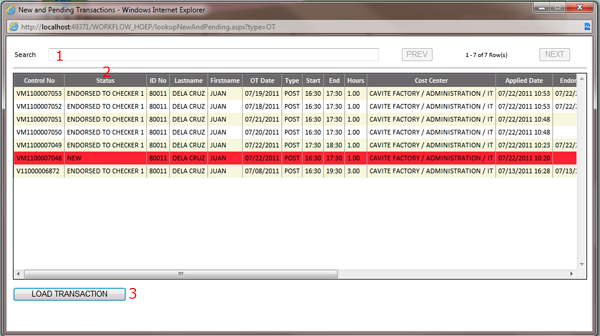 New and Pending Transactions - Windows Internet Explorer
http://localhost:49371/WORKFLOW_HOEP/lookupNewAndPending.aspx?type=OT
Search 1 PREV 1 - 7 of 7 Row(s) NEXT
2
Control No Status ID No Lastname Firstname OT Date Type Start End Hours Cost Center Applied Date Endors
VM1100007053 ENDORSED TO CHECKER 1 80011 DELA CRUZ JUAN 07/19/2011 POST 16:30 17:30 1.00 CAVITE FACTORY / ADMINISTRATION / IT 07/22/2011 10:53 07/22/
VM1100007052 ENDORSED TO CHECKER 1 80011 DELA CRUZ JUAN 07/18/2011 POST 16:30 17:30 1.00 CAVITE FACTORY / ADMINISTRATION / IT 07/22/2011 10:53 07/22/
VM1100007051 ENDORSED TO CHECKER 1 80011 DELA CRUZ JUAN 07/21/2011 POST 16:30 17:30 1.00 CAVITE FACTORY / ADMINISTRATION / IT 07/22/2011 10:48
VM1100007050 ENDORSED TO CHECKER 1 80011 DELA CRUZ JUAN 07/20/2011 POST 16:30 17:30 1.00 CAVITE FACTORY / ADMINISTRATION / IT 07/22/2011 10:48
VM1100007049 ENDORSED TO CHECKER 1 80011 DELA CRUZ JUAN 07/22/2011 POST 17:30 18:30 1.00 CAVITE FACTORY / ADMINISTRATION / IT 07/22/2011 10:23 07/22/
VM1100007048 NEW 80011 DELA CRUZ JUAN 07/22/2011 POST 16:30 17:30 1.00 CAVITE FACTORY / ADMINISTRATION / IT 07/22/2011 10:20
V11000006872 ENDORSED TO CHECKER 1 80011 DELA CRUZ JUAN 07/08/2011 POST 16:30 19:30 3.00 CAVITE FACTORY / ADMINISTRATION / IT 07/13/2011 16:28 07/13/
LOAD TRANSACTION 3